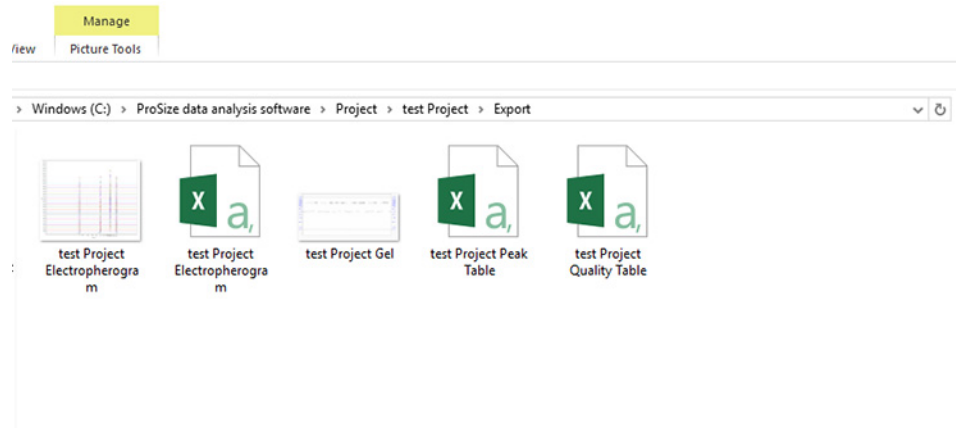 Manage
View Picture Tools
> Windows (C:) > ProSize data analysis software > Project > test Project > Export
test Project
Electropherogra
m
test Project
Electropherogra
m
test Project Gel
test Project Peak
Table
test Project
Quality Table